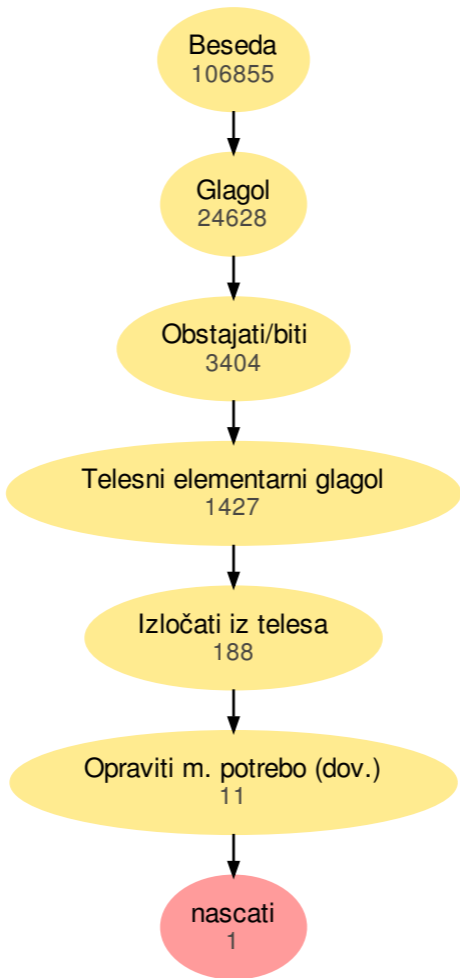 Beseda
106855
Glagol
24628
Obstajati/biti
3404
Telesni elementarni glagol
1427
Izločati iz telesa
188
Opraviti m. potrebo (dov.)
11
nascati
1